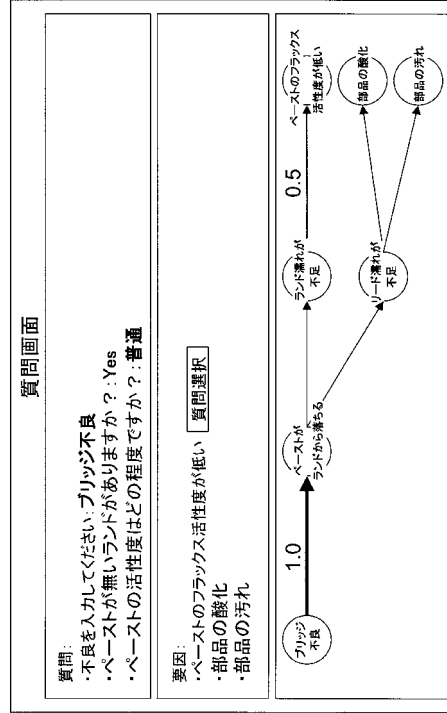 質問画面
質問:
・不良を入力してください:ブリッジ不良
・ペーストが無いランドがありますか?:Yes
・ペーストの活性度はどの程度ですか?:普通
要因:
・ペーストのフラックス活性度が低い 質問選択
・部品の酸化
・部品の汚れ
ブリッジ
不良
1.0
ペーストが
ランドから落ちる
ランド濡れが
不足
リード濡れが
不足
0.5
ペーストのフラックス
活性度が低い
部品の酸化
部品の汚れ